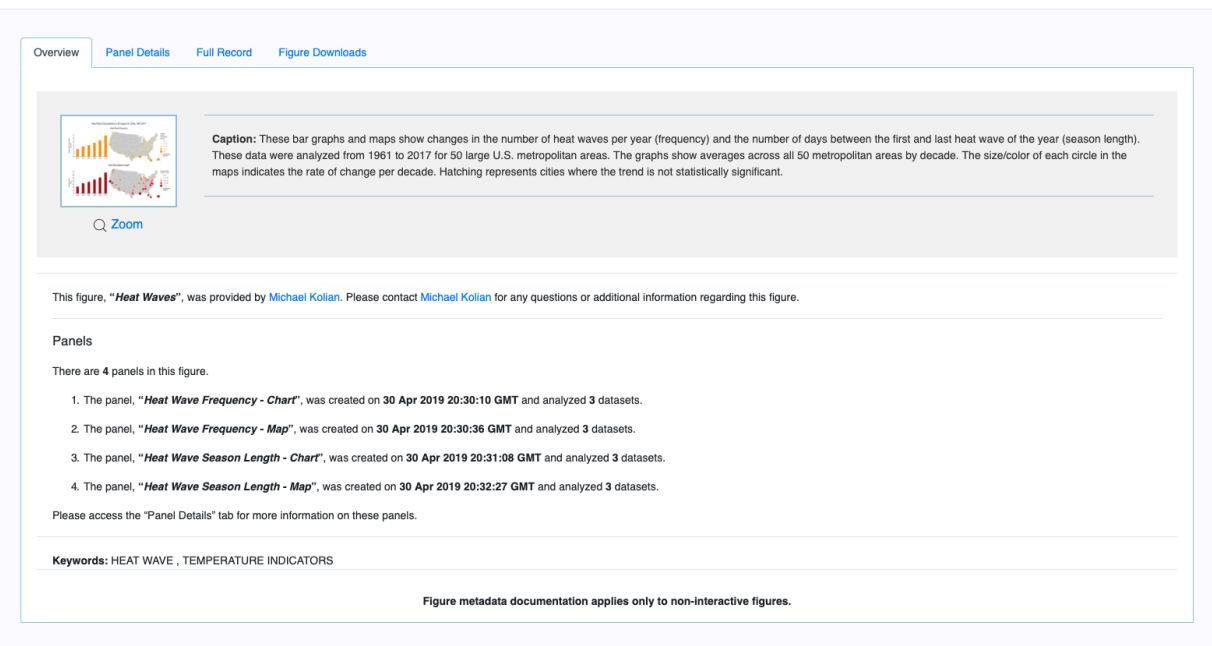 Overview
Panel Details
Full Record
Figure Downloads
Caption: These bar graphs and maps show changes in the number of heat waves per year (frequency) and the number of days between the first and last heat wave of the year (season length).
These data were analyzed from 1961 to 2017 for 50 large U.S. metropolitan areas. The graphs show averages across all 50 metropolitan areas by decade. The size/color of each circle in the
maps indicates the rate of change per decade. Hatching represents cities where the trend is not statistically significant.
Zoom
This figure, “Heat Waves”, was provided by Michael Kolian. Please contact Michael Kolian for any questions or additional information regarding this figure.
Panels
There are 4 panels in this figure.
1. The panel, “Heat Wave Frequency - Chart”, was created on 30 Apr 2019 20:30:10 GMT and analyzed 3 datasets.
2. The panel, “Heat Wave Frequency - Map”, was created on 30 Apr 2019 20:30:36 GMT and analyzed 3 datasets.
3. The panel, “Heat Wave Season Length - Chart”, was created on 30 Apr 2019 20:31:08 GMT and analyzed 3 datasets.
4. The panel, “Heat Wave Season Length - Map”, was created on 30 Apr 2019 20:32:27 GMT and analyzed 3 datasets.
Please access the “Panel Details” tab for more information on these panels.
Keywords: HEAT WAVE , TEMPERATURE INDICATORS
Figure metadata documentation applies only to non-interactive figures.